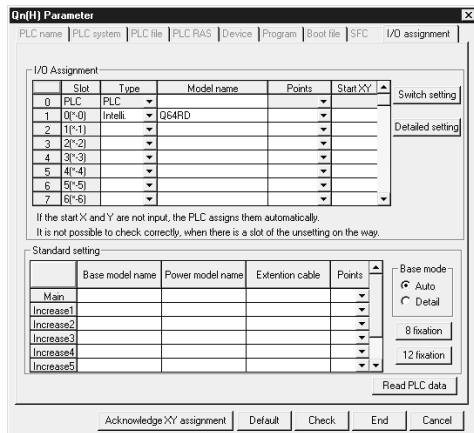 Qn(H) Parameter
PLC name PLC system PLC file PLC RAS Device Program Boot file SFC I/O assignment
I/O Assignment
Slot Type Model name Points Start XY
0 PLC PLC
1 0(*-0) Intelli. Q64RD
2 1(*-1)
3 2(*-2)
4 3(*-3)
5 4(*-4)
6 5(*-5)
7 6(*-6)
Switch setting
Detailed setting
If the start X and Y are not input, the PLC assigns them automatically.
It is not possible to check correctly, when there is a slot of the unsetting on the way.
Standard setting
Base model name Power model name Extention cable Points
Main
Increase1
Increase2
Increase3
Increase4
Increase5
Base mode
Auto
Detail
8 fixation
12 fixation
Read PLC data
Acknowledge XY assignment Default Check End Cancel